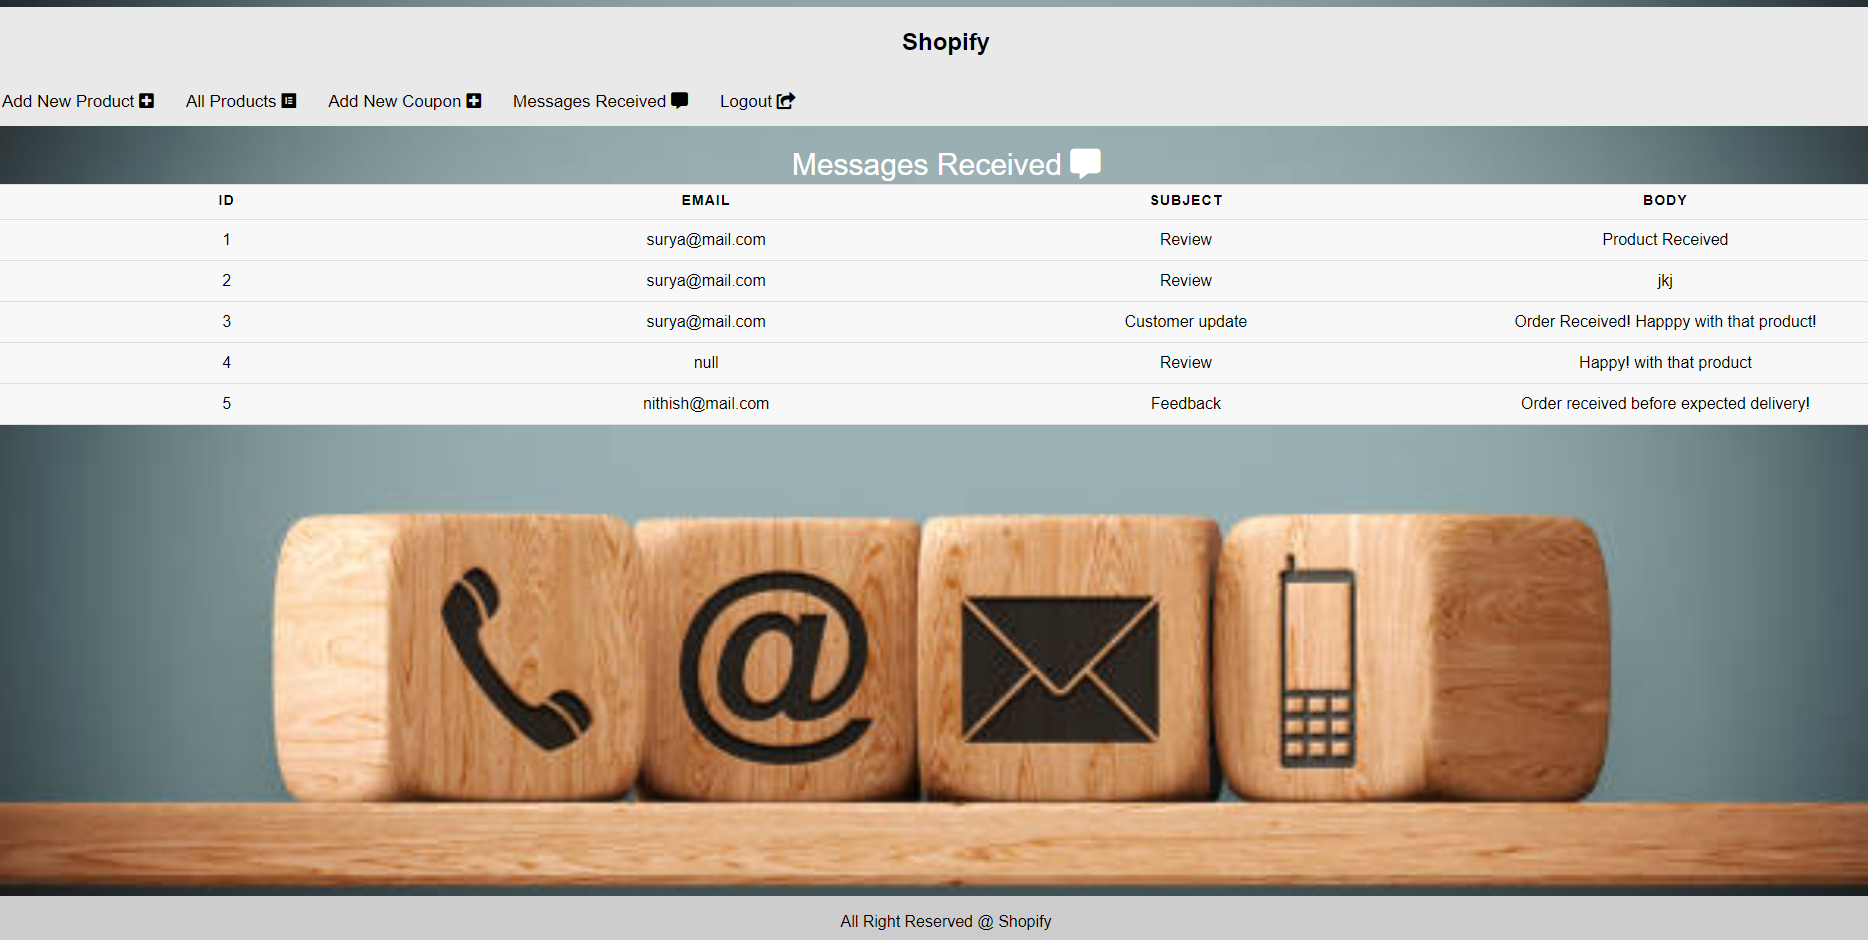 Shopify
Add New Product All Products Add New Coupon Messages Received Logout
Messages Received
ID EMAIL SUBJECT BODY
1 surya@mail.com Review Product Received
2 surya@mail.com Review jkj
3 surya@mail.com Customer update Order Received! Happpy with that product!
4 null Review Happy! with that product
5 nithish@mail.com Feedback Order received before expected delivery!
@
All Right Reserved @ Shopify